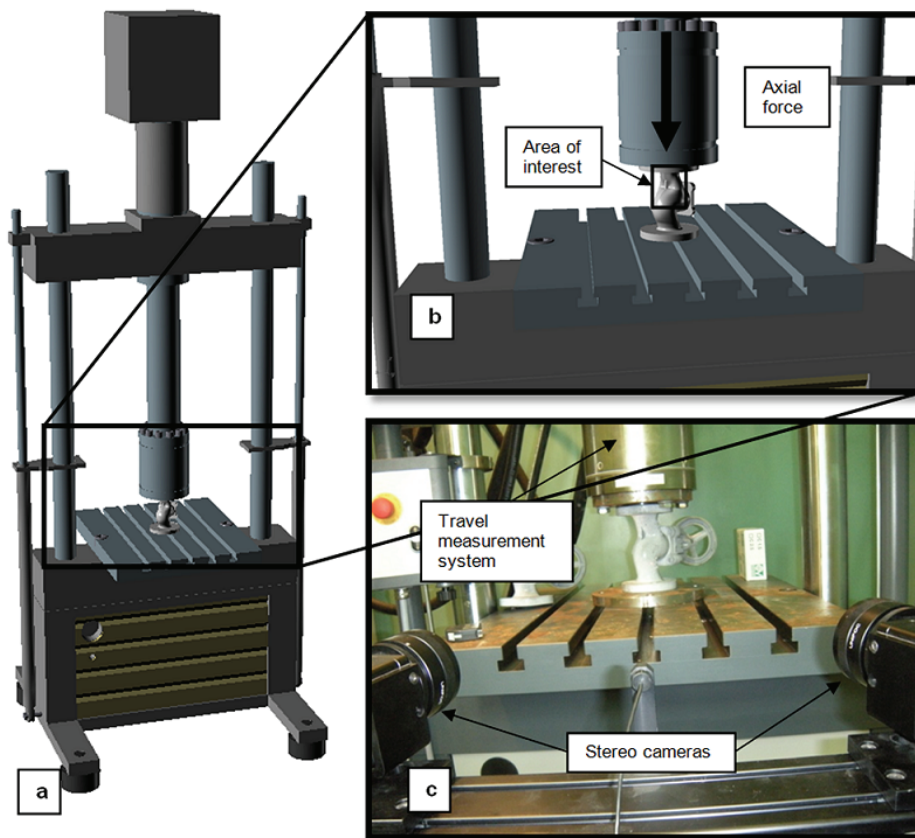 a
Axial
force
Area of
interest
b
Travel
measurement
system
Stereo cameras
c